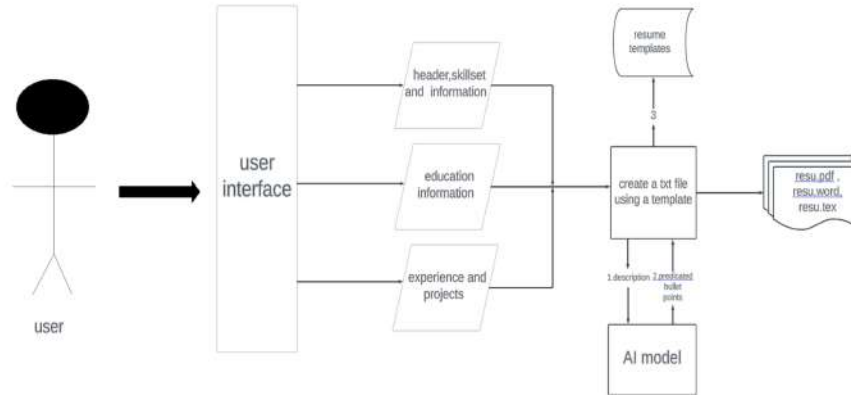 user
user
interface
header,skillset
and information
education
information
experience and
projects
resume
templates
3
create a txt file
using a template
1.description
2.predicated
bullet
points
AI model
resu.pdf ,
resu.word,
resu.tex